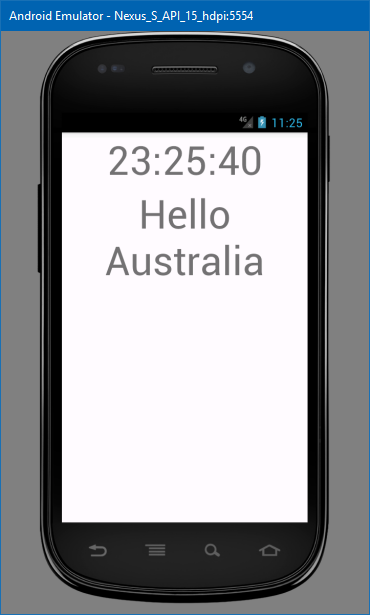 Android Emulator - Nexus_S_API_15_hdpi:5554
4G 11:25
23:25:40
Hello
Australia